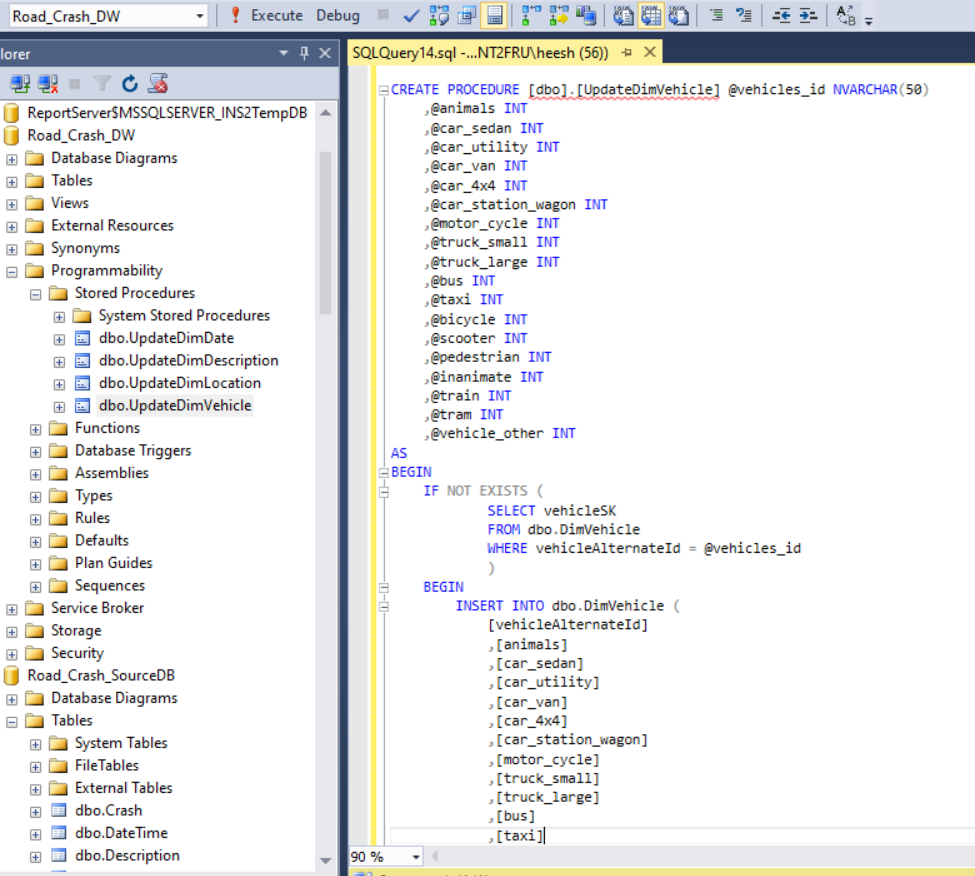 Road_Crash_DW
Execute Debug
lorer
SQLQuery14.sql -...NT2FRU\heesh (56))
ReportServer$MSSQLSERVER_INS2TempDB
Road_Crash_DW
Database Diagrams
Tables
Views
External Resources
Synonyms
Programmability
Stored Procedures
System Stored Procedures
dbo.UpdateDimDate
dbo.UpdateDimDescription
dbo.UpdateDimLocation
dbo.UpdateDimVehicle
Functions
Database Triggers
Assemblies
Types
Rules
Defaults
Plan Guides
Sequences
Service Broker
Storage
Security
Road_Crash_SourceDB
Database Diagrams
Tables
System Tables
FileTables
External Tables
dbo.Crash
dbo.DateTime
dbo.Description
CREATE PROCEDURE [dbo].[UpdateDimVehicle] @vehicles_id NVARCHAR(50)
,@animals INT
,@car_sedan INT
,@car_utility INT
,@car_van INT
,@car_4x4 INT
,@car_station_wagon INT
,@motor_cycle INT
,@truck_small INT
,@truck_large INT
,@bus INT
,@taxi INT
,@bicycle INT
,@scooter INT
,@pedestrian INT
,@inanimate INT
,@train INT
,@tram INT
,@vehicle_other INT
AS
BEGIN
IF NOT EXISTS (
SELECT vehicleSK
FROM dbo.DimVehicle
WHERE vehicleAlternateId = @vehicles_id
)
BEGIN
INSERT INTO dbo.DimVehicle (
[vehicleAlternateId]
,[animals]
,[car_sedan]
,[car_utility]
,[car_van]
,[car_4x4]
,[car_station_wagon]
,[motor_cycle]
,[truck_small]
,[truck_large]
,[bus]
,[taxi]
90 %